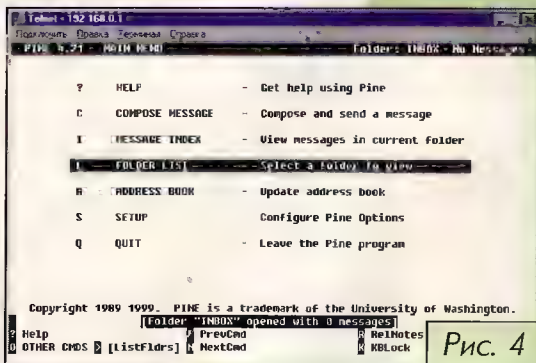 Telnet - 192.168.0.1
Подключить Правка Терминал Справка
PINE 4.21 MAIN MENU Folder: INBOX No Messages
? HELP - Get help using Pine
C COMPOSE MESSAGE - Compose and send a message
I MESSAGE INDEX - View messages in current folder
L FOLDER LIST - Select a folder to view
A ADDRESS BOOK - Update address book
S SETUP Configure Pine Options
Q QUIT - Leave the Pine program
Copyright 1989 1999. PINE is a trademark of the University of Washington.
[Folder "INBOX" opened with 0 messages]
? Help P PrevCmd R RelNotes
O OTHER CMDS > [ListFldrs] N NextCmd K KBLock
Рис. 4